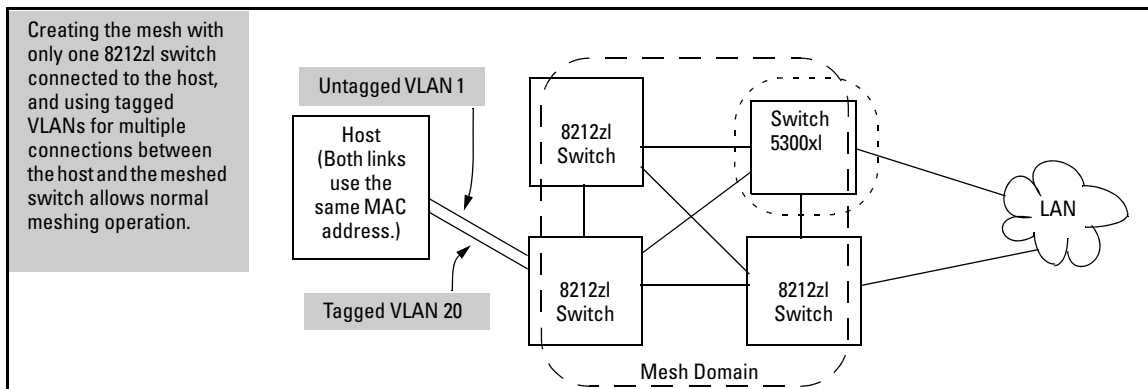 Creating the mesh with
only one 8212zl switch
connected to the host,
and using tagged
VLANs for multiple
connections between
the host and the meshed
switch allows normal
meshing operation.
Untagged VLAN 1
Host
(Both links
use the
same MAC
address.)
Tagged VLAN 20
8212zl
Switch
Switch
5300xl
8212zl
Switch
8212zl
Switch
LAN
Mesh Domain